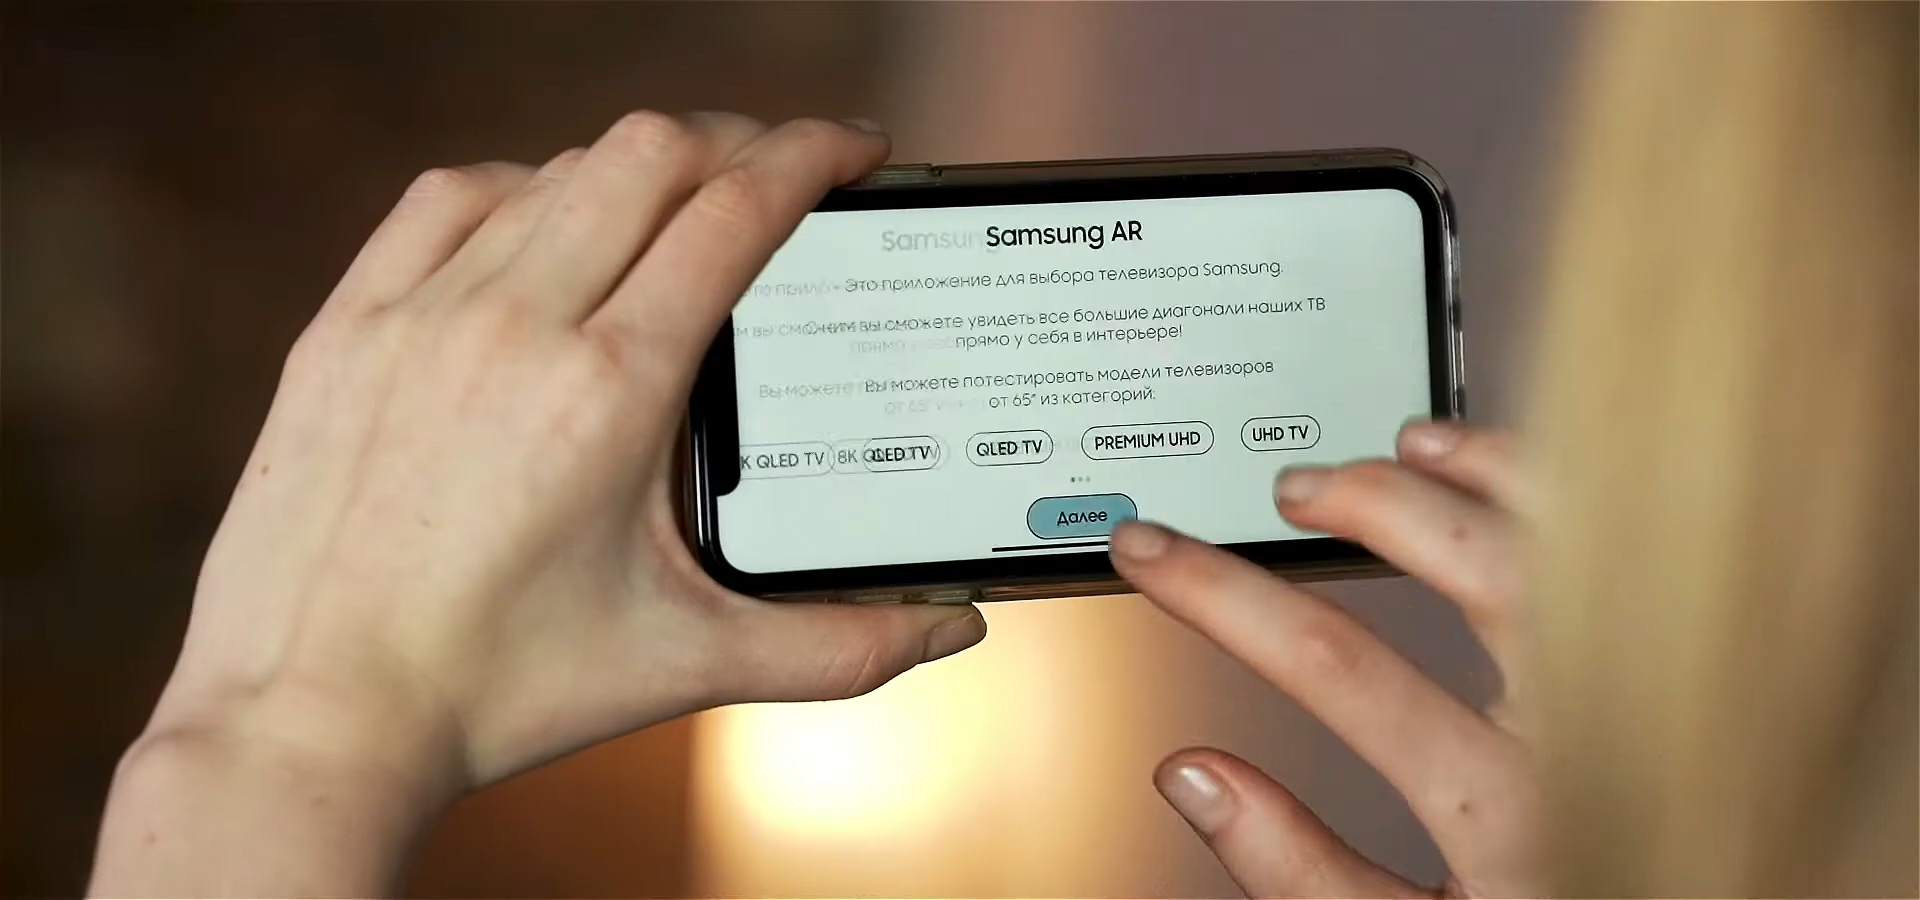 Samsung AR
Это приложение для выбора телевизора Samsung.
С ним вы сможете увидеть все большие диагонали наших ТВ
прямо у себя в интерьере!
Вы можете потестировать модели телевизоров
от 65" из категорий:
8K QLED TV QLED TV PREMIUM UHD UHD TV
Далее